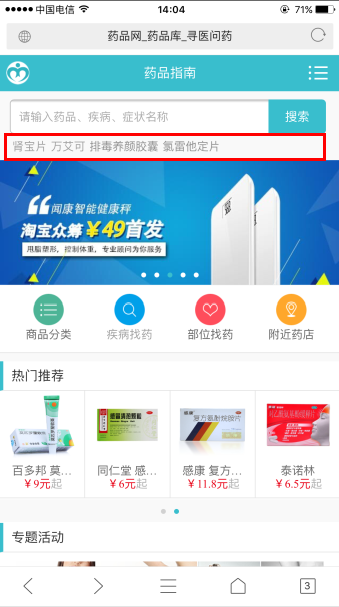 中国电信 14:04 71%
药品网_药品库_寻医问药
药品指南
请输入药品、疾病、症状名称 搜索
肾宝片 万艾可 排毒养颜胶囊 氯雷他定片
闻康智能健康秤
淘宝众筹¥49首发
甩脂塑形，控制体重，专业顾问为你服务
商品分类 疾病找药 部位找药 附近药店
热门推荐
百多邦 莫... 同仁堂 感... 感康 复方... 泰诺林
¥9元起 ¥6元起 ¥11.8元起 ¥6.5元起
专题活动
3